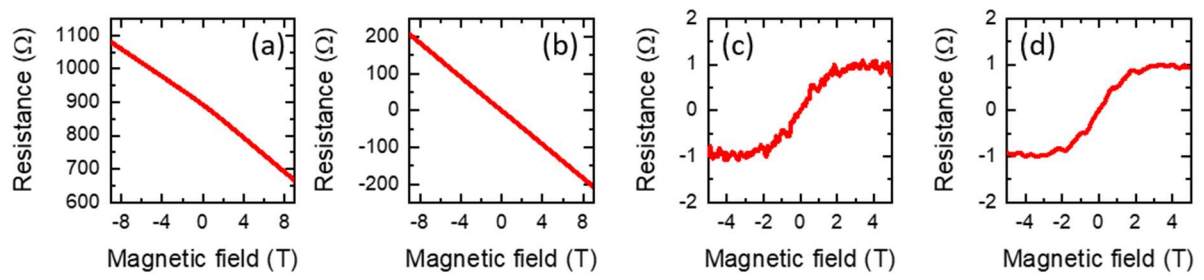 1100
1000
900
800
700
600
Resistance (Ω)
(a)
-8 -4 0 4 8
Magnetic field (T)
200
100
0
-100
-200
Resistance (Ω)
(b)
-8 -4 0 4 8
Magnetic field (T)
2
1
0
-1
-2
Resistance (Ω)
(c)
-4 -2 0 2 4
Magnetic field (T)
2
1
0
-1
-2
Resistance (Ω)
(d)
-4 -2 0 2 4
Magnetic field (T)